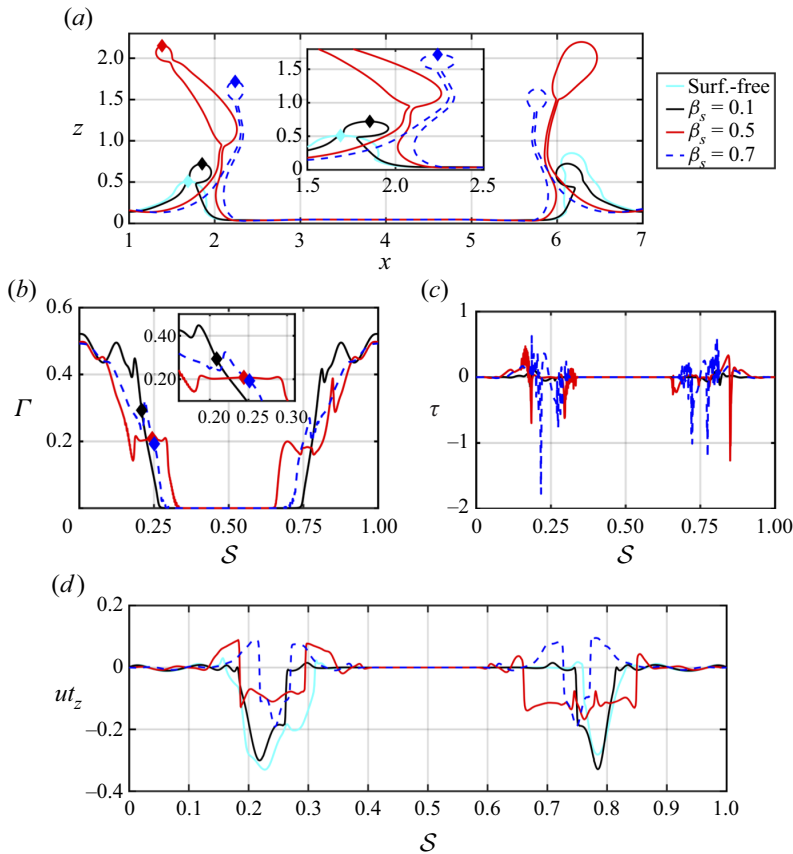 (a)
2.0
1.5
z
1.0
0.5
0
1.5
1.0
0.5
0
1.5 2.0 2.5
1 2 3 4 5 6 7
x
Surf.-free
βs = 0.1
βs = 0.5
βs = 0.7
(b)
0.6
0.4
Γ
0.2
0 0.25 0.50 0.75 1.00
S
0.40
0.20
0.20 0.25 0.30
(c)
1
0
τ
−1
−2
0 0.25 0.50 0.75 1.00
S
(d)
0.2
0
utz
−0.2
−0.4
0 0.1 0.2 0.3 0.4 0.5 0.6 0.7 0.8 0.9 1.0
S